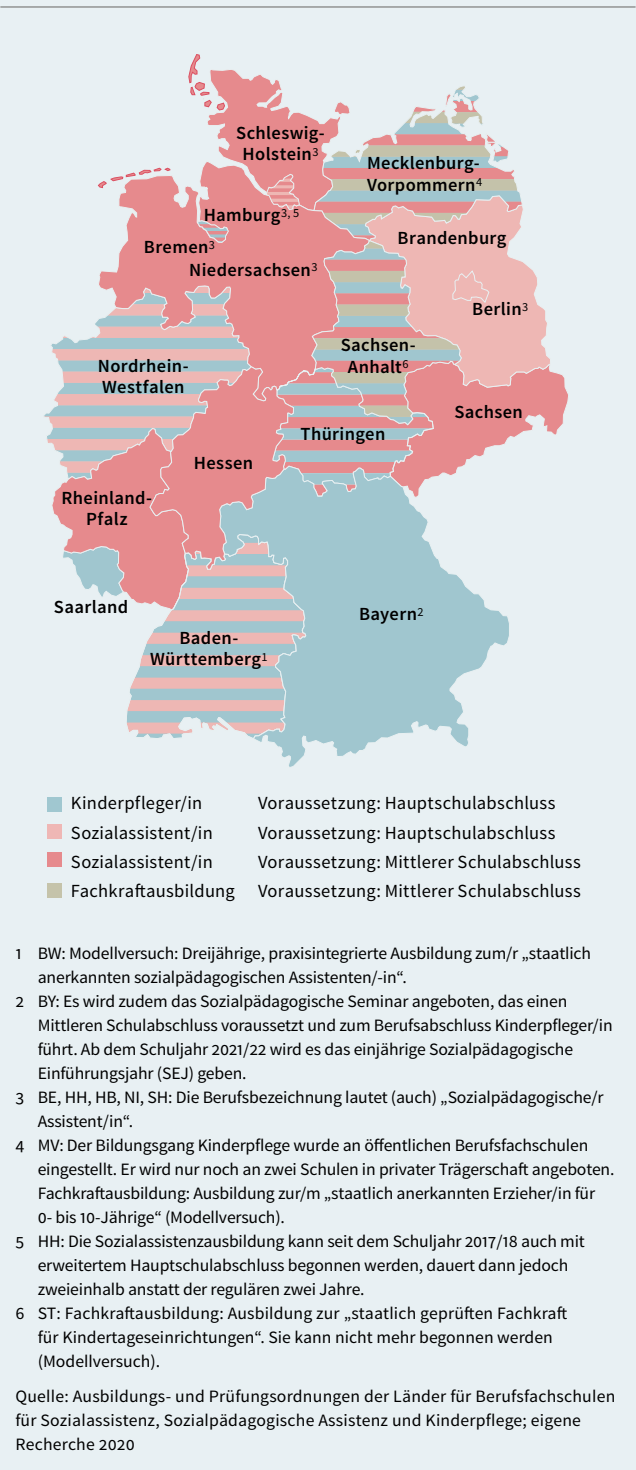 Schleswig-
Holstein3
Mecklenburg-
Vorpommern4
Hamburg3, 5
Bremen3
Niedersachsen3
Brandenburg
Berlin3
Sachsen-
Anhalt6
Nordrhein-
Westfalen
Sachsen
Thüringen
Hessen
Rheinland-
Pfalz
Saarland
Bayern2
Baden-
Württemberg1
Kinderpfleger/in Voraussetzung: Hauptschulabschluss
Sozialassistent/in Voraussetzung: Hauptschulabschluss
Sozialassistent/in Voraussetzung: Mittlerer Schulabschluss
Fachkraftausbildung Voraussetzung: Mittlerer Schulabschluss
1 BW: Modellversuch: Dreijährige, praxisintegrierte Ausbildung zum/r „staatlich
anerkannten sozialpädagogischen Assistenten/-in“.
2 BY: Es wird zudem das Sozialpädagogische Seminar angeboten, das einen
Mittleren Schulabschluss voraussetzt und zum Berufsabschluss Kinderpfleger/in
führt. Ab dem Schuljahr 2021/22 wird es das einjährige Sozialpädagogische
Einführungsjahr (SEJ) geben.
3 BE, HH, HB, NI, SH: Die Berufsbezeichnung lautet (auch) „Sozialpädagogische/r
Assistent/in“.
4 MV: Der Bildungsgang Kinderpflege wurde an öffentlichen Berufsfachschulen
eingestellt. Er wird nur noch an zwei Schulen in privater Trägerschaft angeboten.
Fachkraftausbildung: Ausbildung zur/m „staatlich anerkannten Erzieher/in für
0- bis 10-Jährige“ (Modellversuch).
5 HH: Die Sozialassistenzausbildung kann seit dem Schuljahr 2017/18 auch mit
erweitertem Hauptschulabschluss begonnen werden, dauert dann jedoch
zweieinhalb anstatt der regulären zwei Jahre.
6 ST: Fachkraftausbildung: Ausbildung zur „staatlich geprüften Fachkraft
für Kindertageseinrichtungen“. Sie kann nicht mehr begonnen werden
(Modellversuch).
Quelle: Ausbildungs- und Prüfungsordnungen der Länder für Berufsfachschulen
für Sozialassistenz, Sozialpädagogische Assistenz und Kinderpflege; eigene
Recherche 2020